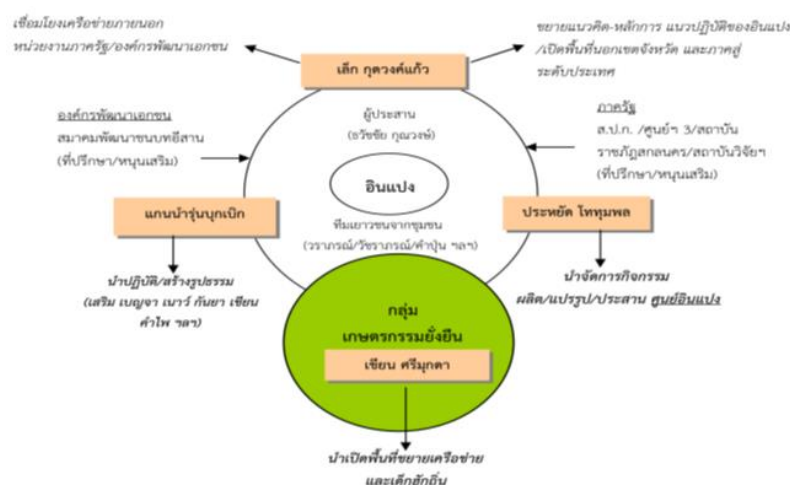 เชื่อมโยงเครือข่ายภายนอก
หน่วยงานภาครัฐ/องค์กรพัฒนาเอกชน
ขยายแนวคิด-หลักการ แนวปฏิบัติของอินแปง
/เปิดพื้นที่นอกเขตจังหวัด และภาคสู่
ระดับประเทศ
เล็ก กุดวงค์แก้ว
องค์กรพัฒนาเอกชน
สมาคมพัฒนาชนบทอีสาน
(ที่ปรึกษา/หนุนเสริม)
ผู้ประสาน
(ธวัชชัย กุณวงษ์)
ภาครัฐ
ส.ป.ก. /ศูนย์ฯ 3/สถาบัน
ราชภัฎสกลนคร/สถาบันวิจัยฯ
(ที่ปรึกษา/หนุนเสริม)
อินแปง
แกนนำรุ่นบุกเบิก
ประหยัด โททุมพล
ทีมเยาวชนจากชุมชน
(วราภรณ์/วัชราภรณ์/คำปุ่น ฯลฯ)
นำปฏิบัติ/สร้างรูปธรรม
(เสริม เบญจา เนาว์ กันยา เขียน
คำไพ ฯลฯ)
นำจัดการกิจกรรม
ผลิต/แปรรูป/ประสาน ศูนย์อินแปง
กลุ่ม
เกษตรกรรมยั่งยืน
เขียน ศรีมุกดา
นำเปิดพื้นที่ขยายเครือข่าย
และเด็กฮักถิ่น